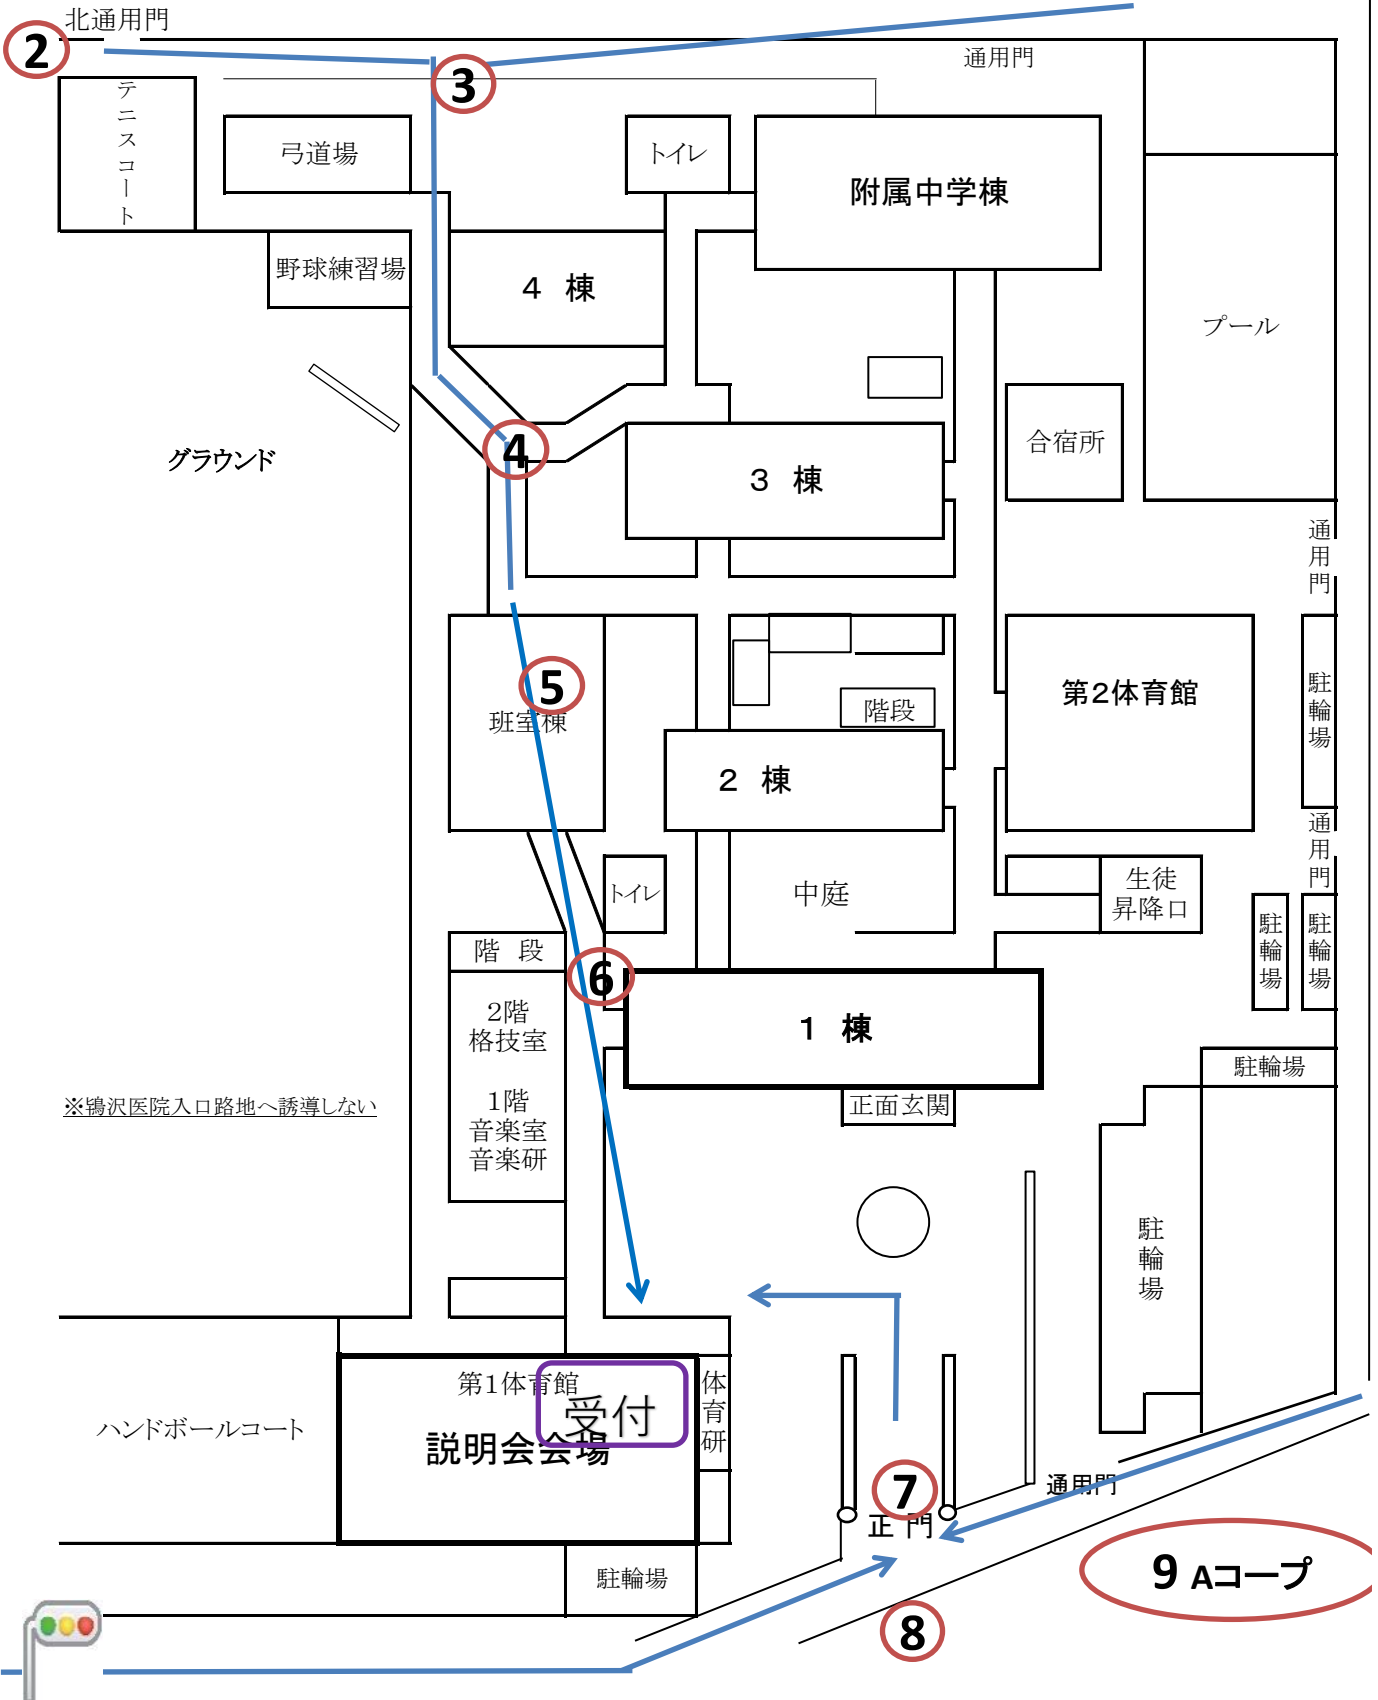 北通用門
2
3
通用門
テニスコート
弓道場
トイレ
附属中学棟
野球練習場
4 棟
プール
グラウンド
4
3 棟
合宿所
通用門
5
班室棟
階段
第2体育館
駐輪場
2 棟
通用門
トイレ
中庭
生徒
昇降口
駐輪場
駐輪場
階 段
6
2階
格技室
1 棟
駐輪場
※鴇沢医院入口路地へ誘導しない
1階
音楽室
音楽研
正面玄関
駐輪場
第1体育館
受付
体育研
ハンドボールコート
説明会会場
7
通用門
正 門
9 Aコープ
駐輪場
8